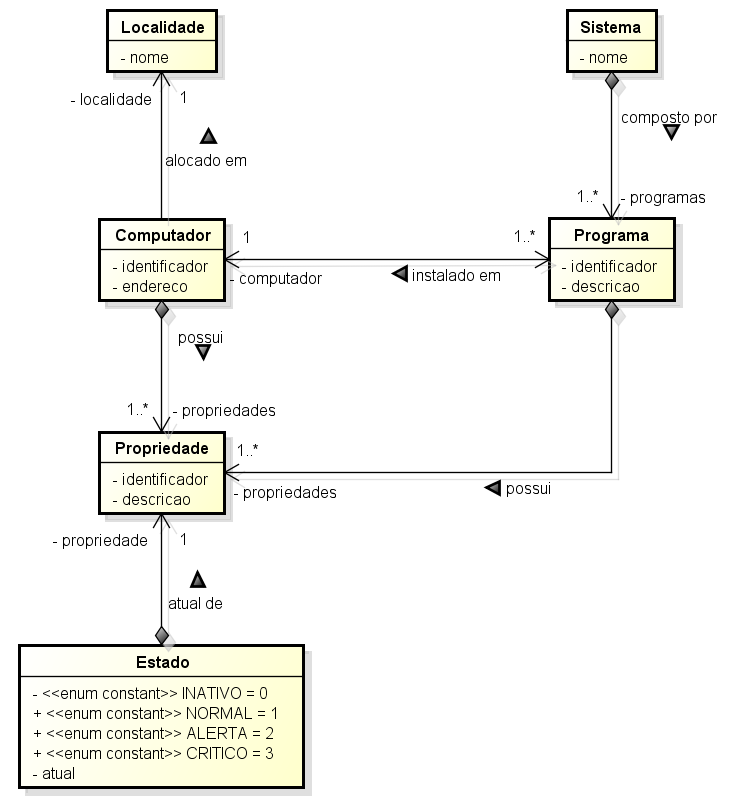 Localidade
- nome
Sistema
- nome
- localidade
1
alocado em
composto por
1..*
- programas
Computador
- identificador
- endereco
1
- computador
instalado em
1..*
Programa
- identificador
- descricao
possui
1..*
- propriedades
Propriedade
- identificador
- descricao
1..*
- propriedades
possui
- propriedade
1
atual de
Estado
- <<enum constant>> INATIVO = 0
+ <<enum constant>> NORMAL = 1
+ <<enum constant>> ALERTA = 2
+ <<enum constant>> CRITICO = 3
- atual